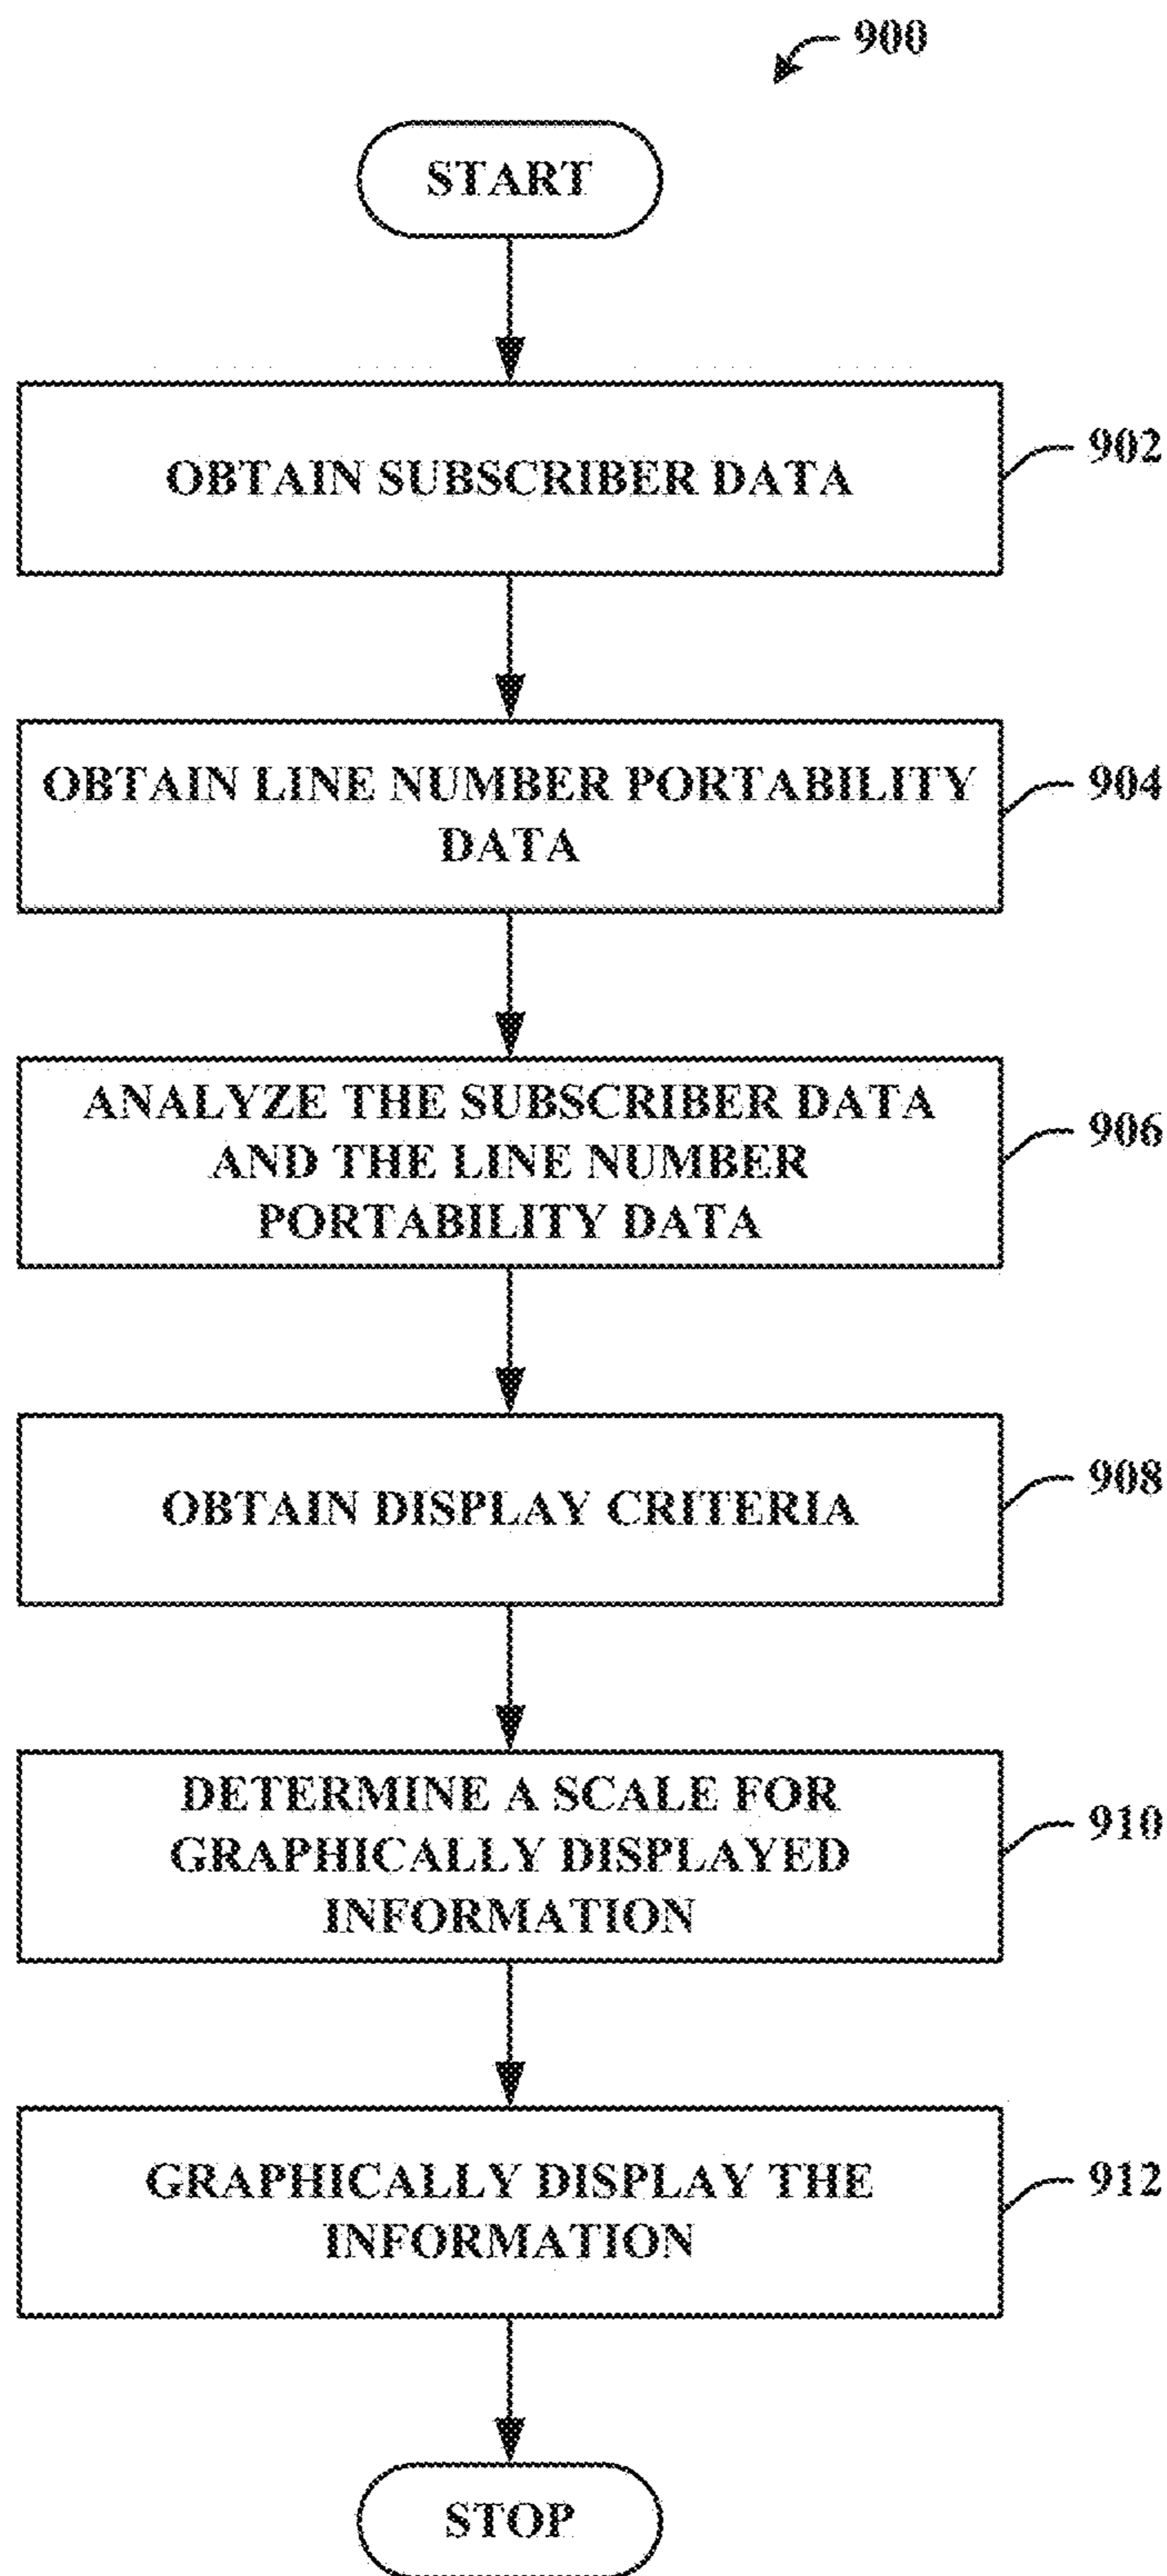 900
START
OBTAIN SUBSCRIBER DATA
902
OBTAIN LINE NUMBER PORTABILITY
DATA
904
ANALYZE THE SUBSCRIBER DATA
AND THE LINE NUMBER
PORTABILITY DATA
906
OBTAIN DISPLAY CRITERIA
908
DETERMINE A SCALE FOR
GRAPHICALLY DISPLAYED
INFORMATION
910
GRAPHICALLY DISPLAY THE
INFORMATION
912
STOP